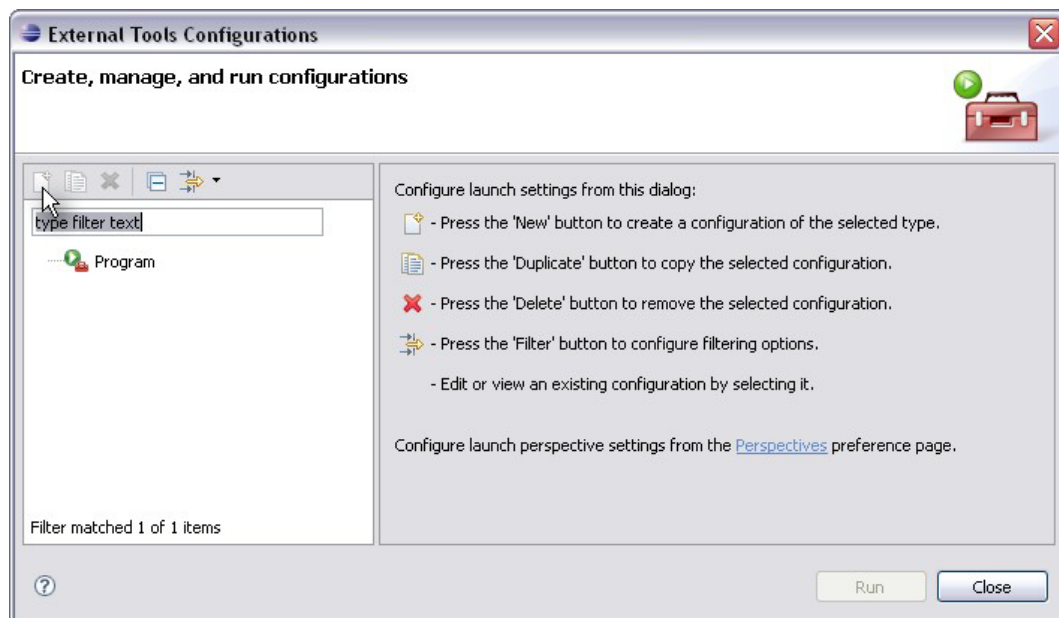 External Tools Configurations
Create, manage, and run configurations
type filter text
Program
Filter matched 1 of 1 items
Configure launch settings from this dialog:
- Press the 'New' button to create a configuration of the selected type.
- Press the 'Duplicate' button to copy the selected configuration.
- Press the 'Delete' button to remove the selected configuration.
- Press the 'Filter' button to configure filtering options.
- Edit or view an existing configuration by selecting it.
Configure launch perspective settings from the Perspectives preference page.
Run
Close